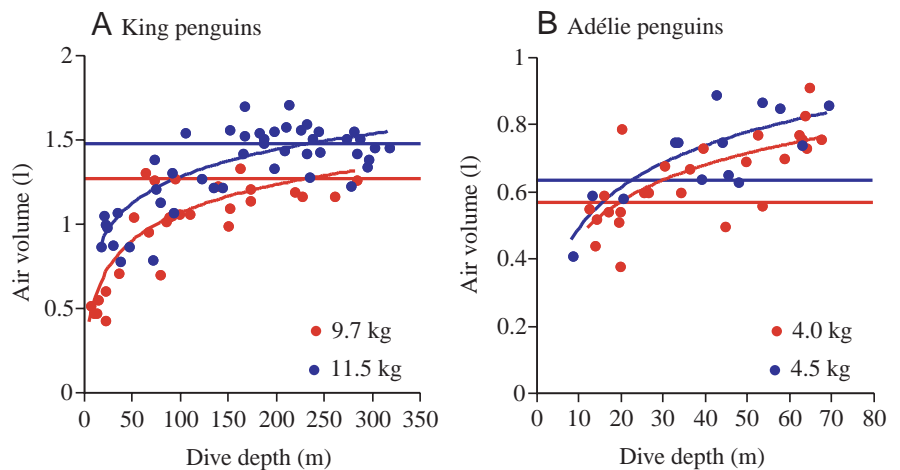 A King penguins
2
1.5
1
0.5
0
Air volume (l)
9.7 kg
11.5 kg
0 50 100 150 200 250 300 350
Dive depth (m)
B Adélie penguins
1
0.8
0.6
0.4
0.2
0
Air volume (l)
4.0 kg
4.5 kg
0 10 20 30 40 50 60 70 80
Dive depth (m)